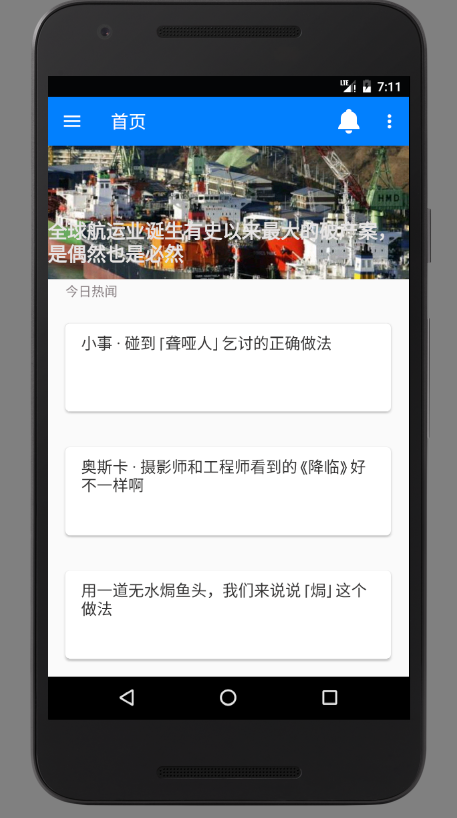 LTE 7:11
首页
HMD
全球航运业诞生有史以来最大的破产案，
是偶然也是必然
今日热闻
小事 · 碰到「聋哑人」乞讨的正确做法
奥斯卡 · 摄影师和工程师看到的《降临》好
不一样啊
用一道无水焗鱼头，我们来说说「焗」这个
做法